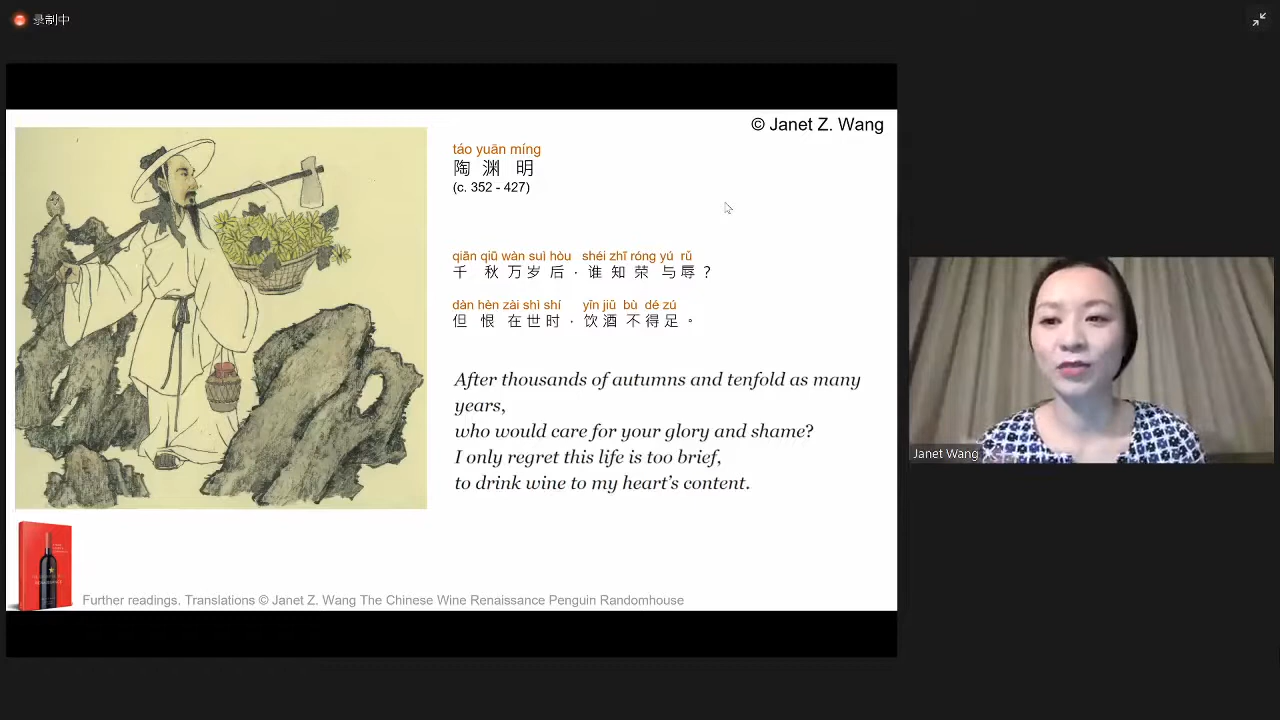 录制中
© Janet Z. Wang
táo yuān míng
陶 渊 明
(c. 352 - 427)
qiān qiū wàn suì hòu shéi zhī róng yú rǔ
千 秋 万 岁 后 · 谁 知 荣 与 辱 ?
dàn hèn zài shì shí yǐn jiǔ bù dé zú
但 恨 在 世 时 · 饮 酒 不 得 足 。
After thousands of autumns and tenfold as many
years,
who would care for your glory and shame?
I only regret this life is too brief,
to drink wine to my heart's content.
Janet Wang
Further readings. Translations © Janet Z. Wang The Chinese Wine Renaissance Penguin Randomhouse